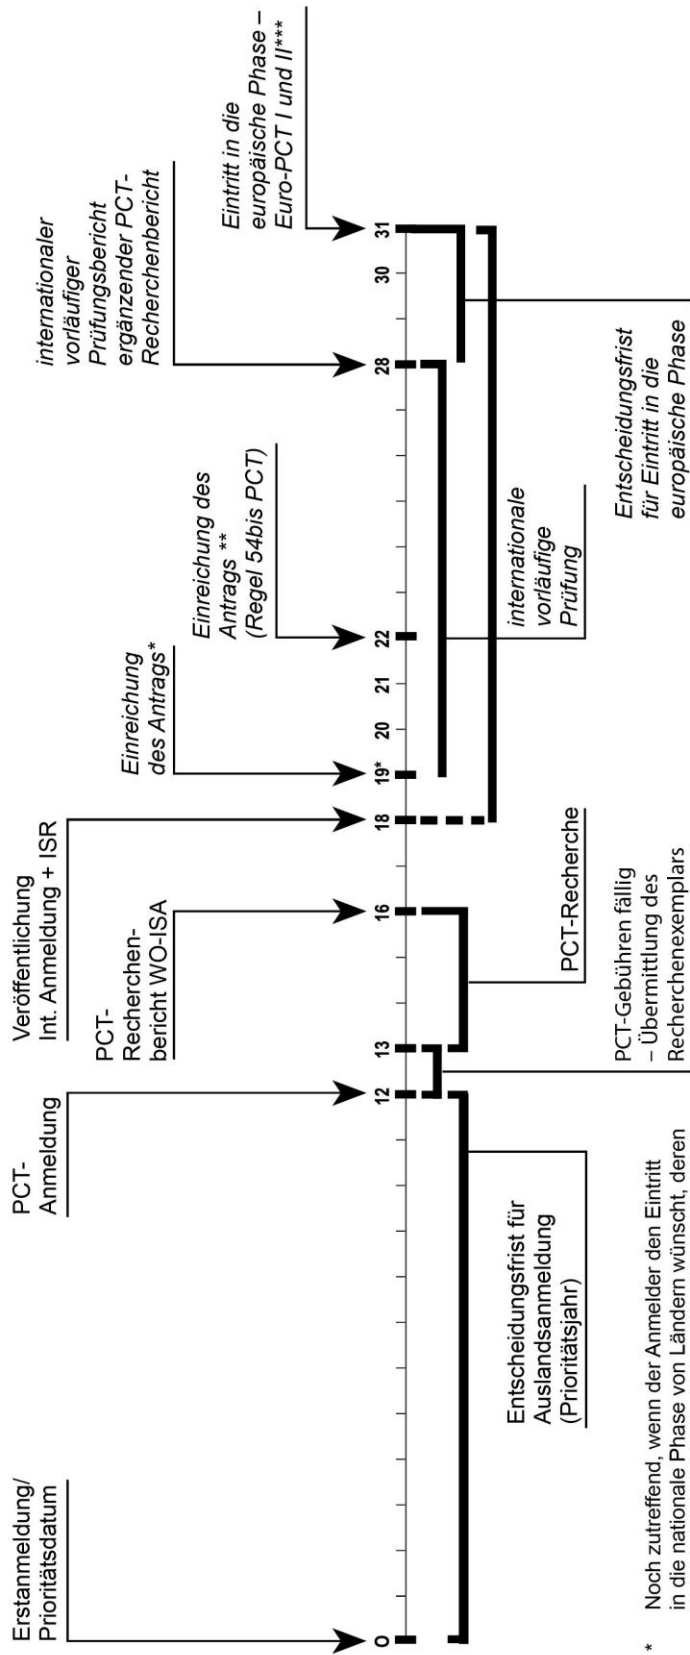 Erstanmeldung/
Prioritätsdatum
PCT-
Anmeldung
Veröffentlichung
Int. Anmeldung + ISR
PCT-
Recherchen-
bericht WO-ISA
Einreichung
des Antrags*
Einreichung des
Antrags **
(Regel 54bis PCT)
internationaler
vorläufiger
Prüfungsbericht
ergänzender PCT-
Recherchenbericht
Eintritt in die
europäische Phase –
Euro-PCT I und II***
0
12
13
16
18
19*
20
21
22
28
30
31
Entscheidungsfrist für
Auslandsanmeldung
(Prioritätsjahr)
PCT-Gebühren fällig
– Übermittlung des
Recherchenexemplars
PCT-Recherche
internationale
vorläufige
Prüfung
Entscheidungsfrist
für Eintritt in die
europäische Phase
* Noch zutreffend, wenn der Anmelder den Eintritt
in die nationale Phase von Ländern wünscht, deren